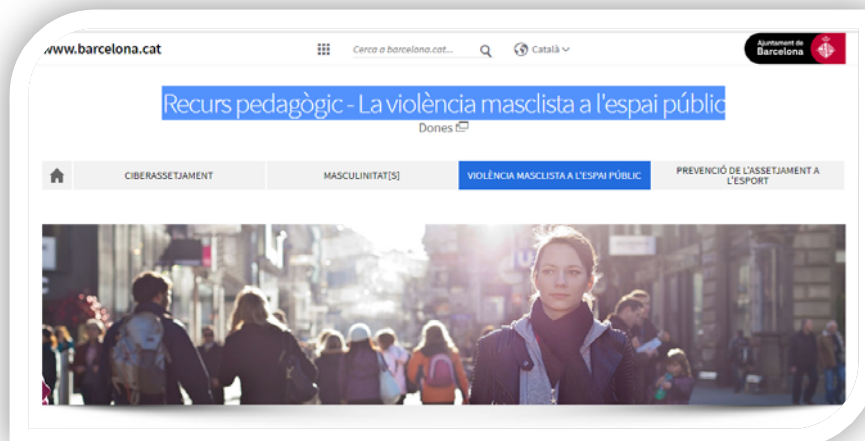 www.barcelona.cat
Cerca a barcelona.cat...
Català
Ajuntament de
Barcelona
Recurs pedagògic - La violència masclista a l'espai públic
Dones
CIBERASSETJAMENT
MASCULINITAT[S]
VIOLÈNCIA MASCLISTA A L'ESPAI PÚBLIC
PREVENCIÓ DE L'ASSETJAMENT A
L'ESPORT